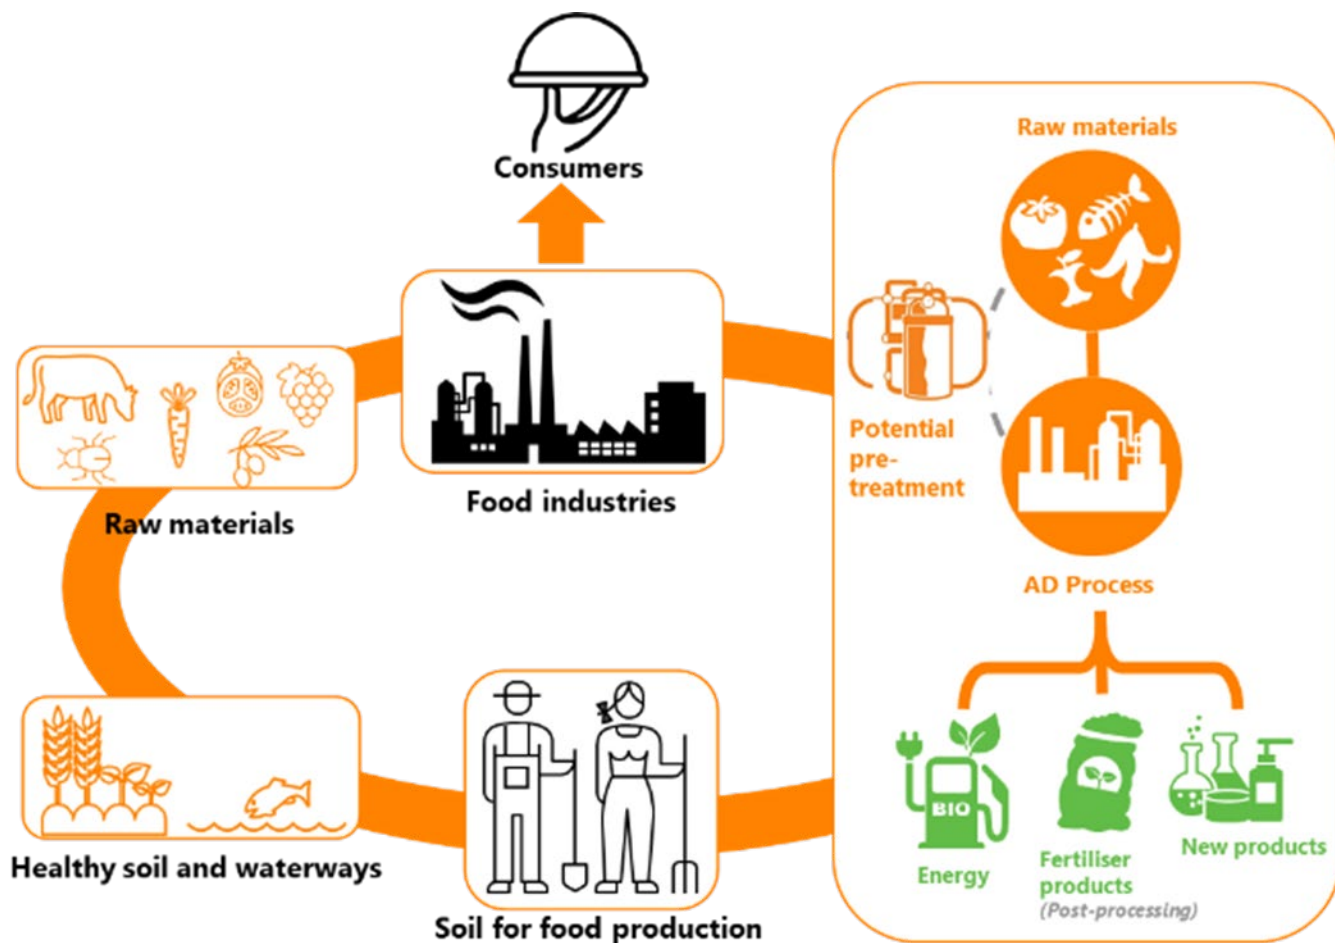 Consumers
Raw materials
Food industries
Raw materials
Potential
pre-
treatment
AD Process
BIO
Energy
Fertiliser
products
(Post-processing)
New products
Healthy soil and waterways
Soil for food production